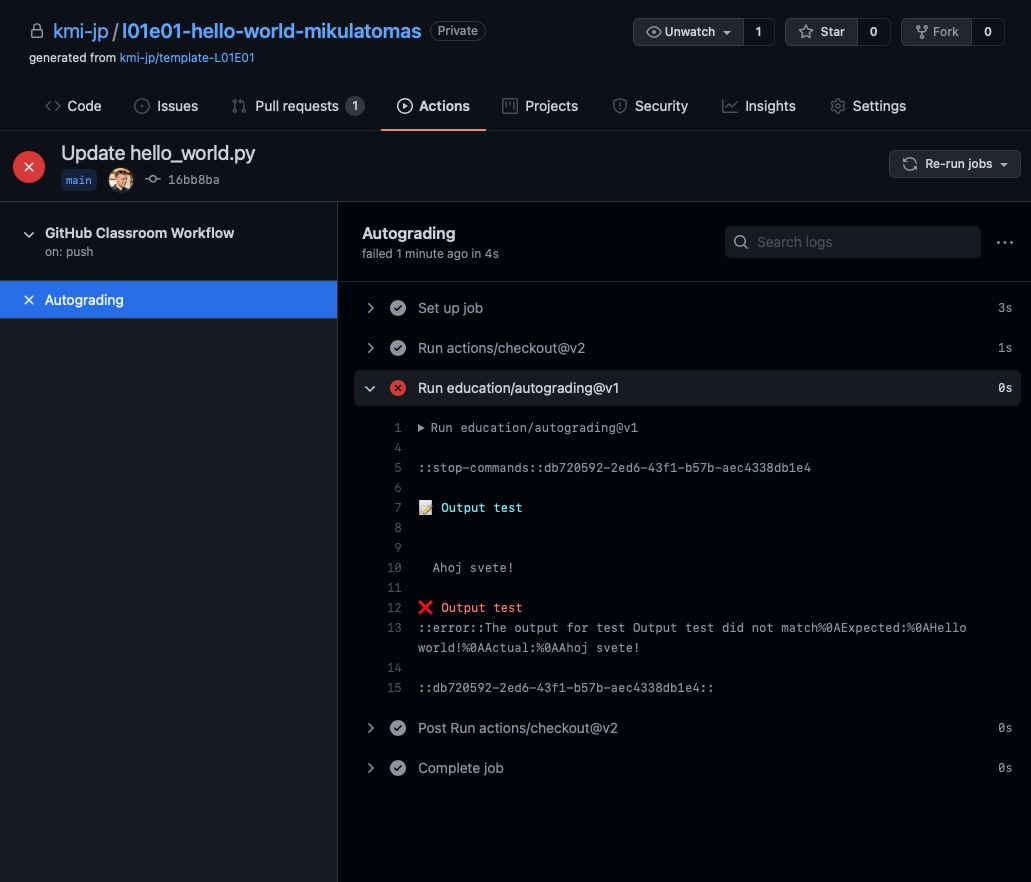 kmi-jp / l01e01-hello-world-mikulatomas Private
Unwatch 1 Star 0 Fork 0
generated from kmi-jp/template-L01E01
Code Issues Pull requests 1 Actions Projects Security Insights Settings
Update hello_world.py
main 16bb8ba
Re-run jobs
GitHub Classroom Workflow
on: push
Autograding
Autograding
failed 1 minute ago in 4s
Search logs
Set up job 3s
Run actions/checkout@v2 1s
Run education/autograding@v1 0s
1 Run education/autograding@v1
4
5 ::stop-commands::db720592-2ed6-43f1-b57b-aec4338db1e4
6
7 📝 Output test
8
9
10 Ahoj svete!
11
12 ❌ Output test
13 ::error::The output for test Output test did not match%0AExpected:%0AHello
world!%0AActual:%0AAhoj svete!
14
15 ::db720592-2ed6-43f1-b57b-aec4338db1e4::
Post Run actions/checkout@v2 0s
Complete job 0s